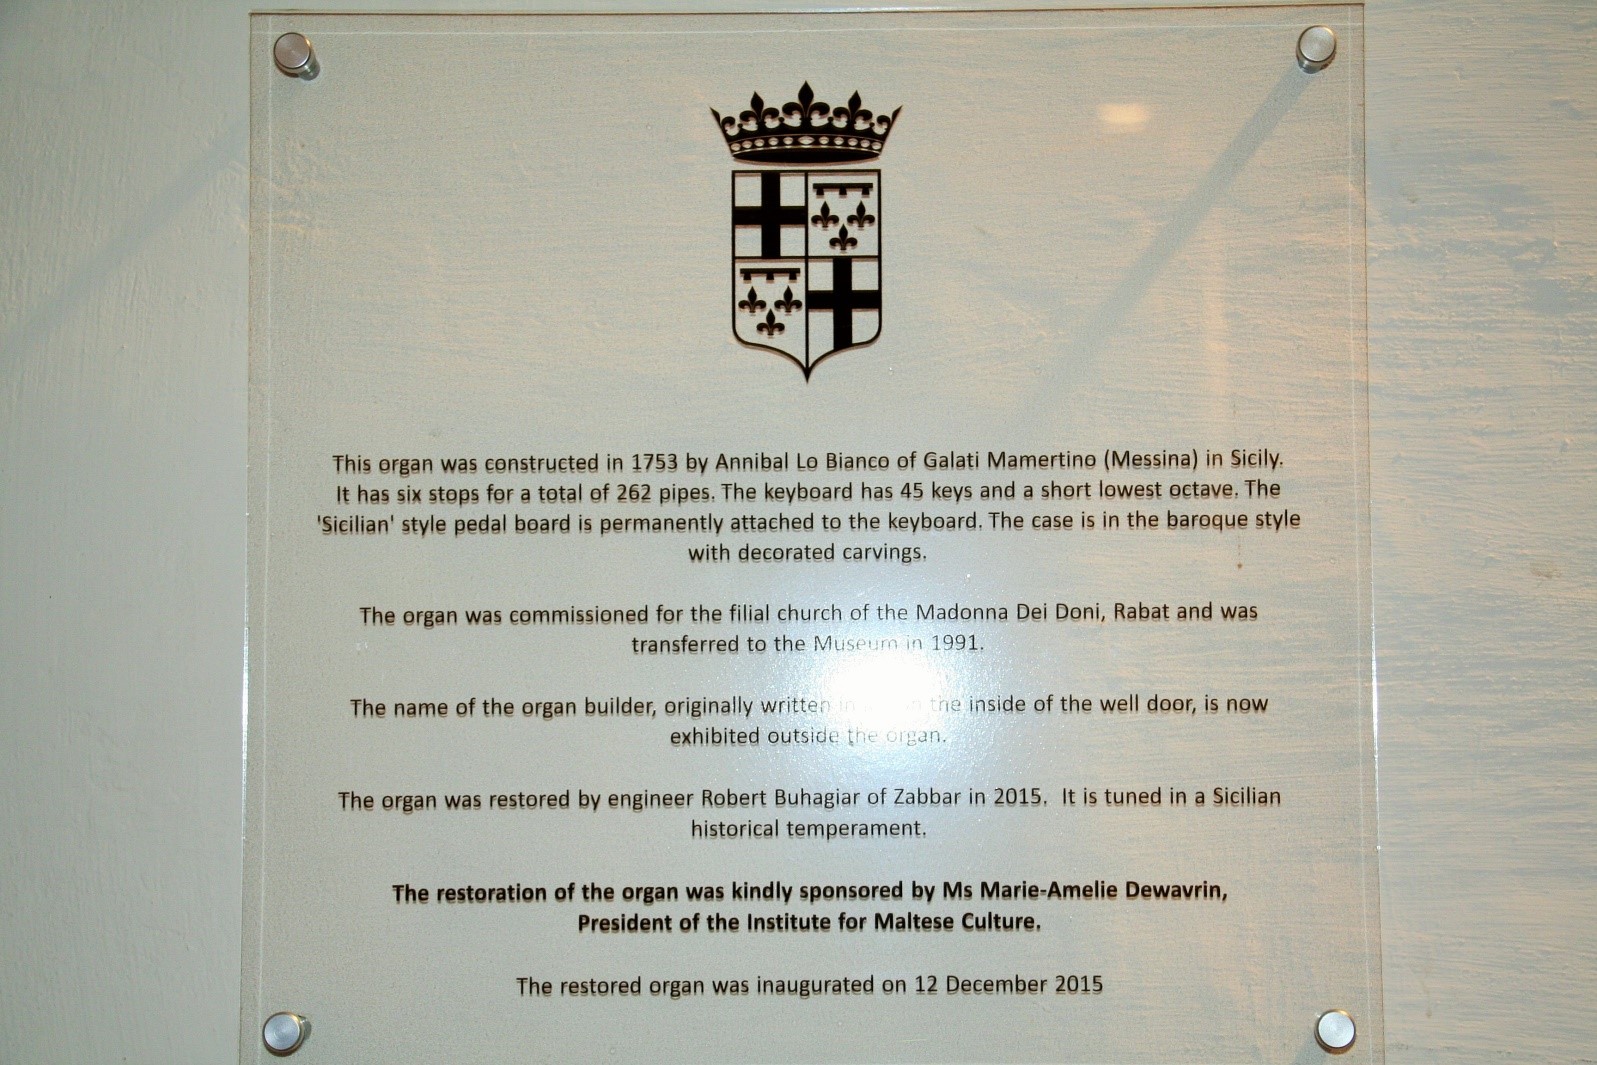 This organ was constructed in 1753 by Annibal Lo Bianco of Galati Mamertino (Messina) in Sicily.
It has six stops for a total of 262 pipes. The keyboard has 45 keys and a short lowest octave. The
'Sicilian' style pedal board is permanently attached to the keyboard. The case is in the baroque style
with decorated carvings.
The organ was commissioned for the filial church of the Madonna Dei Doni, Rabat and was
transferred to the Museum in 1991.
The name of the organ builder, originally written in the inside of the well door, is now
exhibited outside the organ.
The organ was restored by engineer Robert Buhagiar of Zabbar in 2015. It is tuned in a Sicilian
historical temperament.
The restoration of the organ was kindly sponsored by Ms Marie-Amelie Dewavrin,
President of the Institute for Maltese Culture.
The restored organ was inaugurated on 12 December 2015